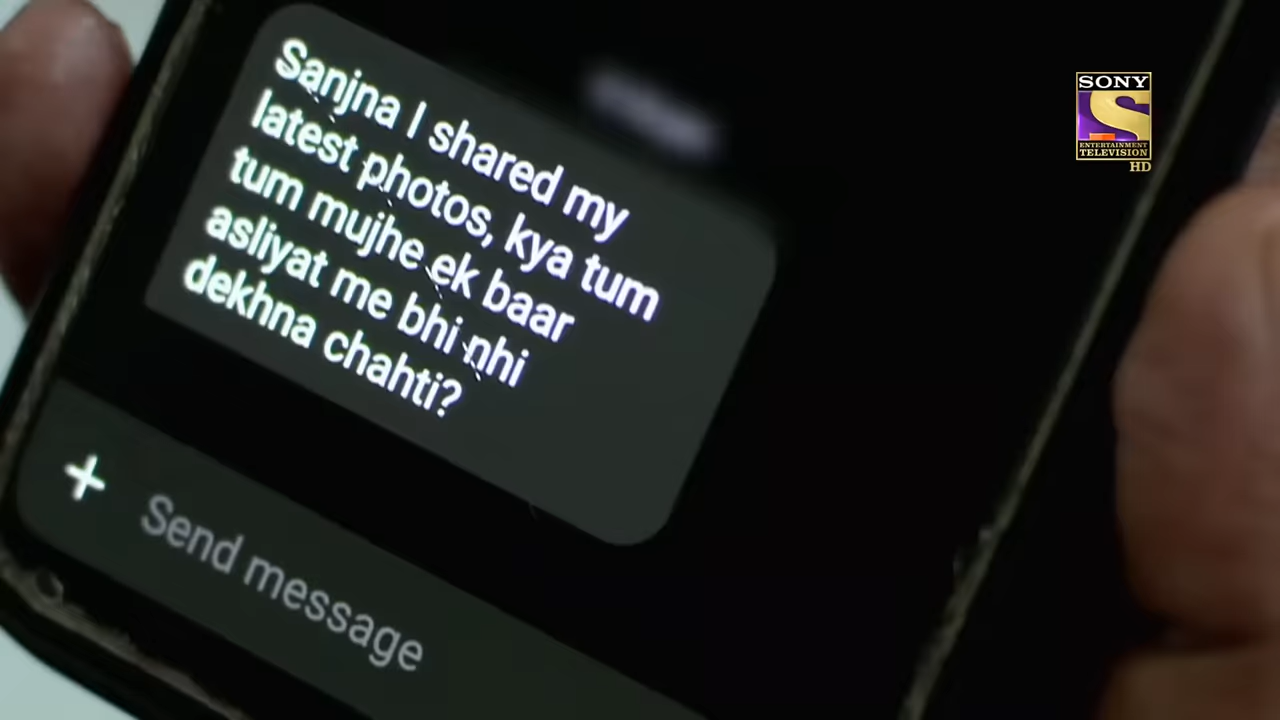 Sanjna I shared my
latest photos, kya tum
tum mujhe ek baar
asliyat me bhi nhi
dekhna chahti?
Send message
SONY
ENTERTAINMENT
TELEVISION
HD